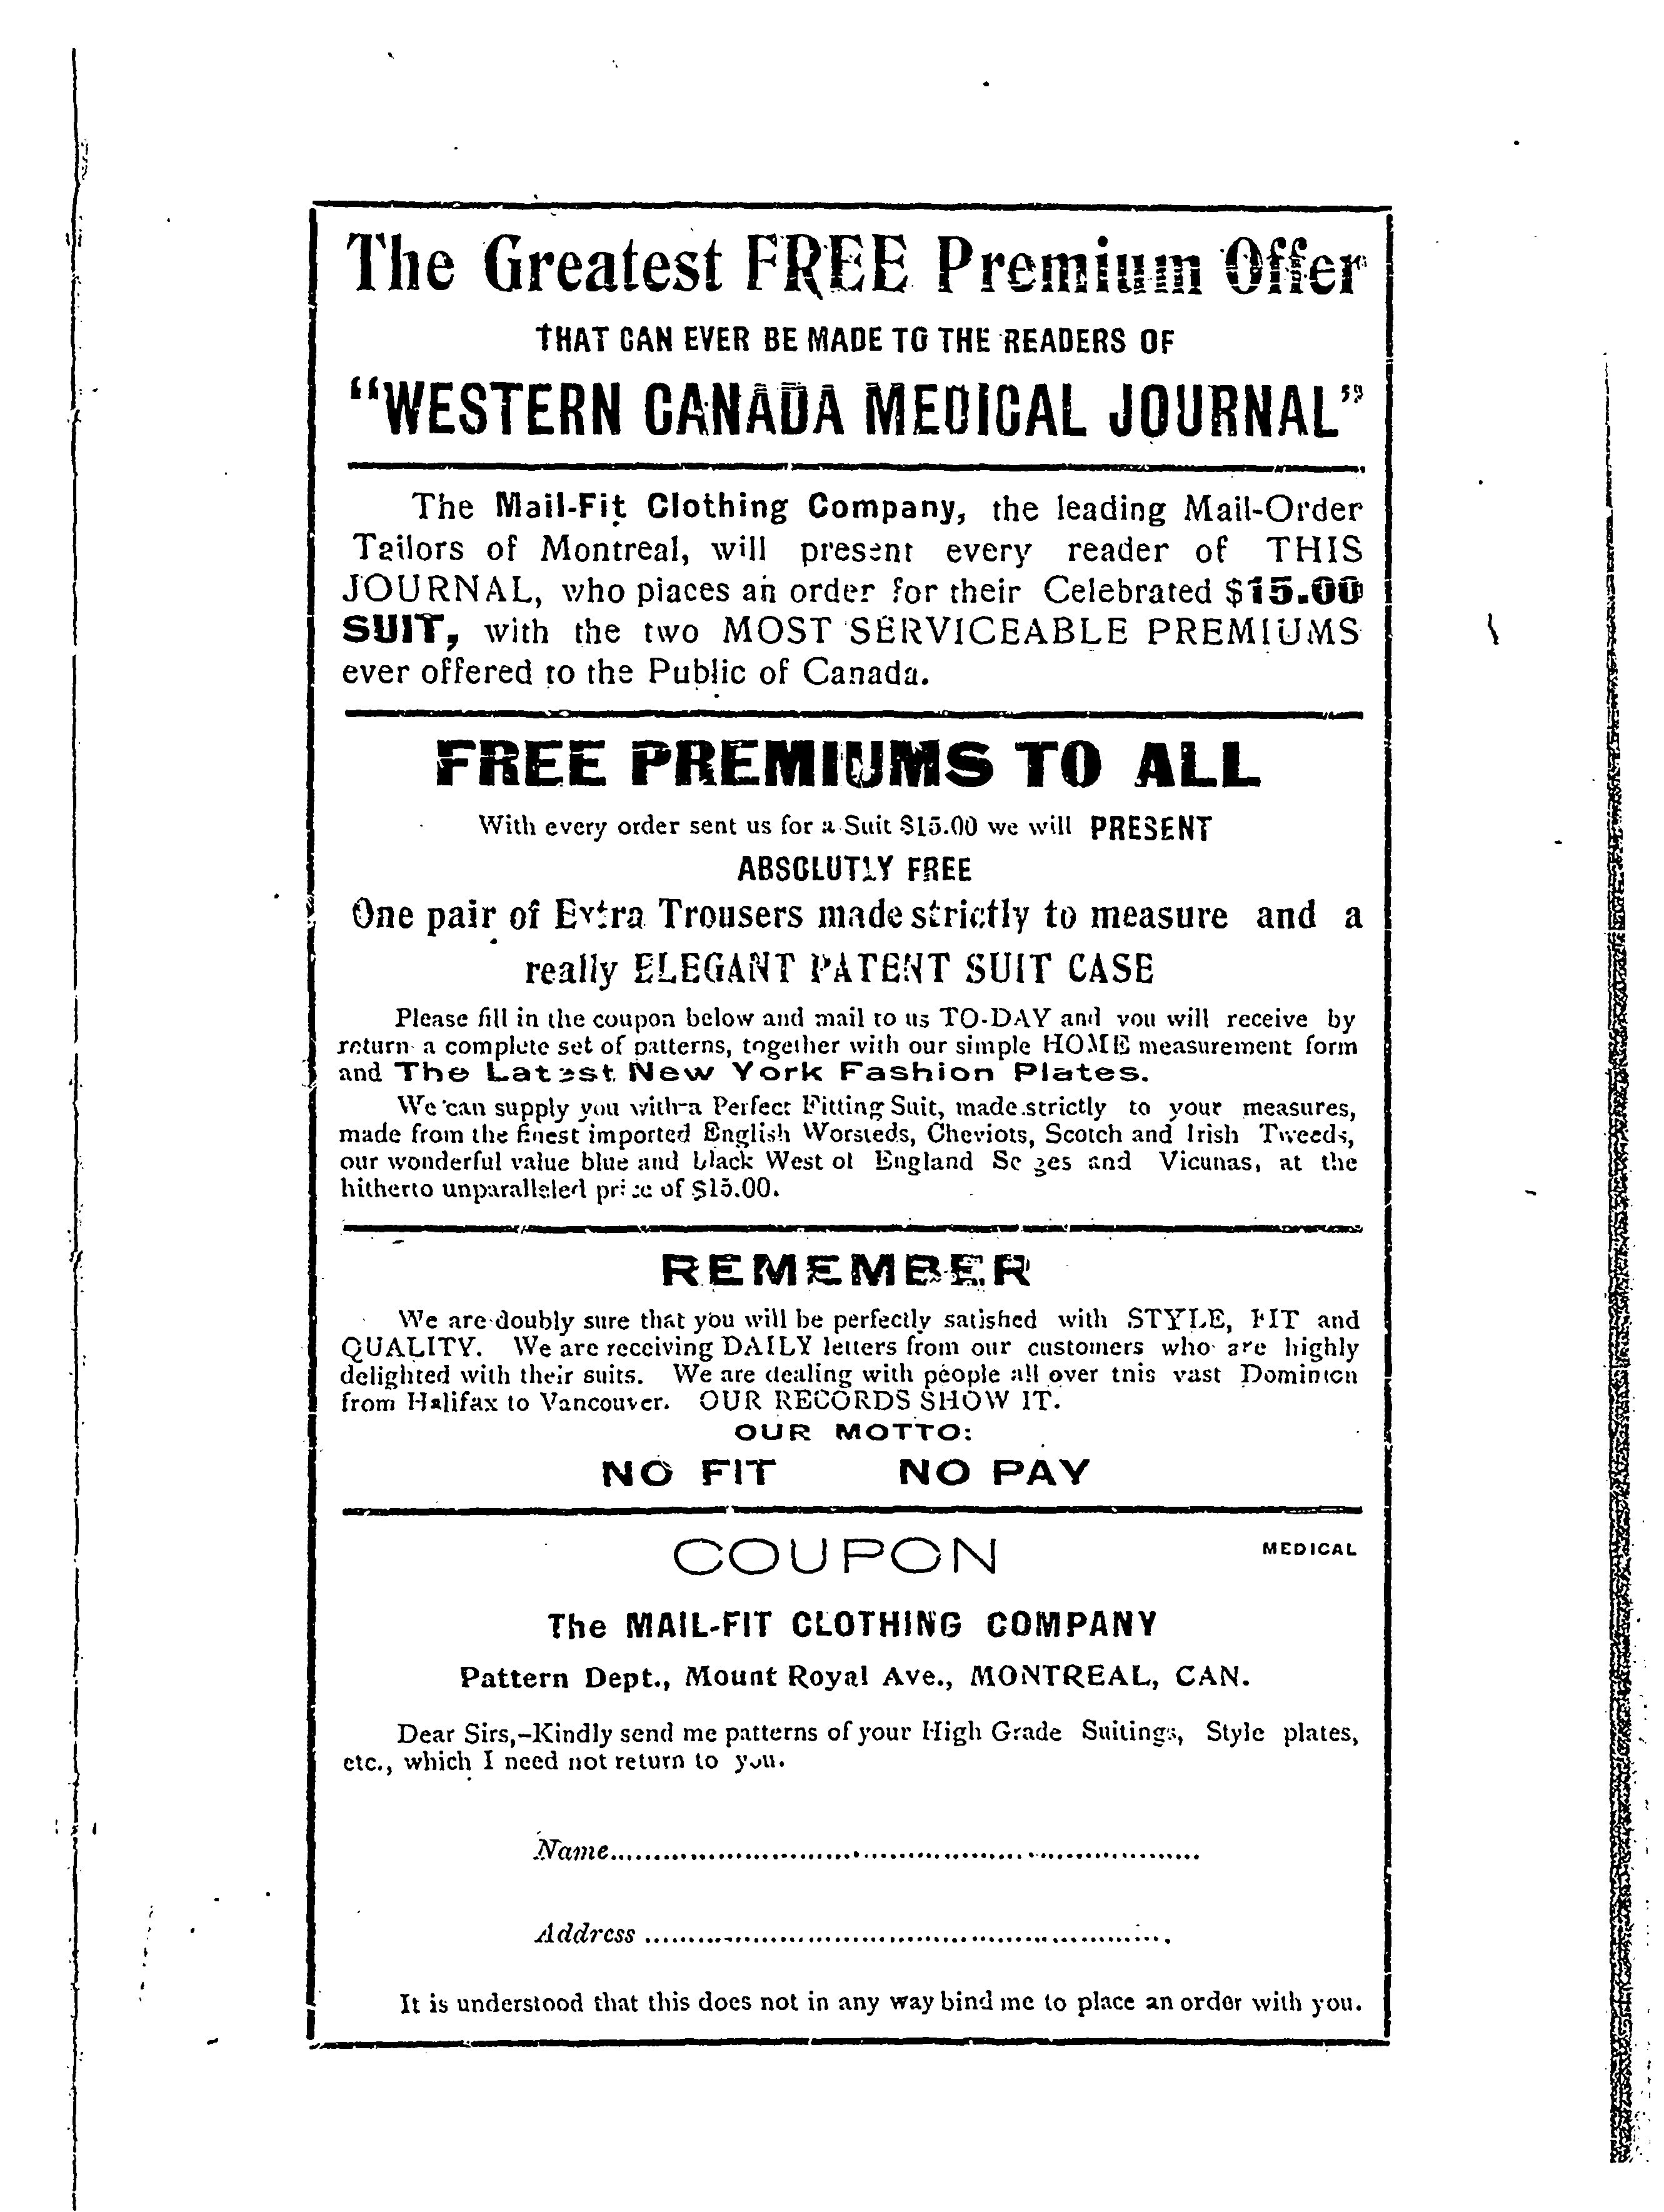 The Greatest FREE Premium Offer
THAT CAN EVER BE MADE TO THE READERS OF
"WESTERN CANADA MEDICAL JOURNAL"
The Mail-Fit Clothing Company, the leading Mail-Order
Tailors of Montreal, will present every reader of THIS
JOURNAL, who places an order for their Celebrated $15.00
SUIT, with the two MOST SERVICEABLE PREMIUMS
ever offered to the Public of Canada.
FREE PREMIUMS TO ALL
With every order sent us for a Suit $15.00 we will PRESENT
ABSOLUTLY FREE
One pair of Extra Trousers made strictly to measure and a
really ELEGANT PATENT SUIT CASE
Please fill in the coupon below and mail to us TO-DAY and you will receive by
return a complete set of patterns, together with our simple HOME measurement form
and The Latest New York Fashion Plates.
We can supply you with a Perfect Fitting Suit, made strictly to your measures,
made from the finest imported English Worsteds, Cheviots, Scotch and Irish Tweeds,
our wonderful value blue and black West of England Serges and Vicunas, at the
hitherto unparalleled price of $15.00.
REMEMBER
We are doubly sure that you will be perfectly satisfied with STYLE, FIT and
QUALITY. We are receiving DAILY letters from our customers who are highly
delighted with their suits. We are dealing with people all over this vast Dominion
from Halifax to Vancouver. OUR RECORDS SHOW IT.
OUR MOTTO:
NO FIT NO PAY
COUPON MEDICAL
The MAIL-FIT CLOTHING COMPANY
Pattern Dept., Mount Royal Ave., MONTREAL, CAN.
Dear Sirs,-Kindly send me patterns of your High Grade Suitings, Style plates,
etc., which I need not return to you.
Name..............................................................
Address ..........................................................
It is understood that this does not in any way bind me to place an order with you.